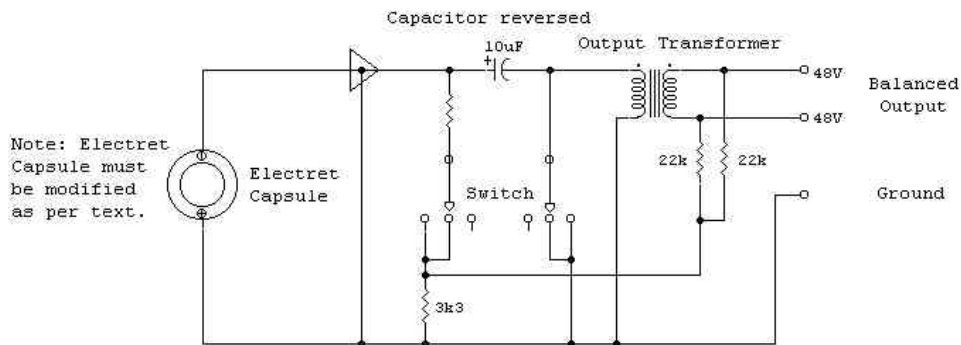 Capacitor reversed
10uF
+
Output Transformer
48V
Balanced
Output
48V
Note: Electret
Capsule must
be modified
as per text.
Electret
Capsule
22k
22k
Switch
Ground
3k3